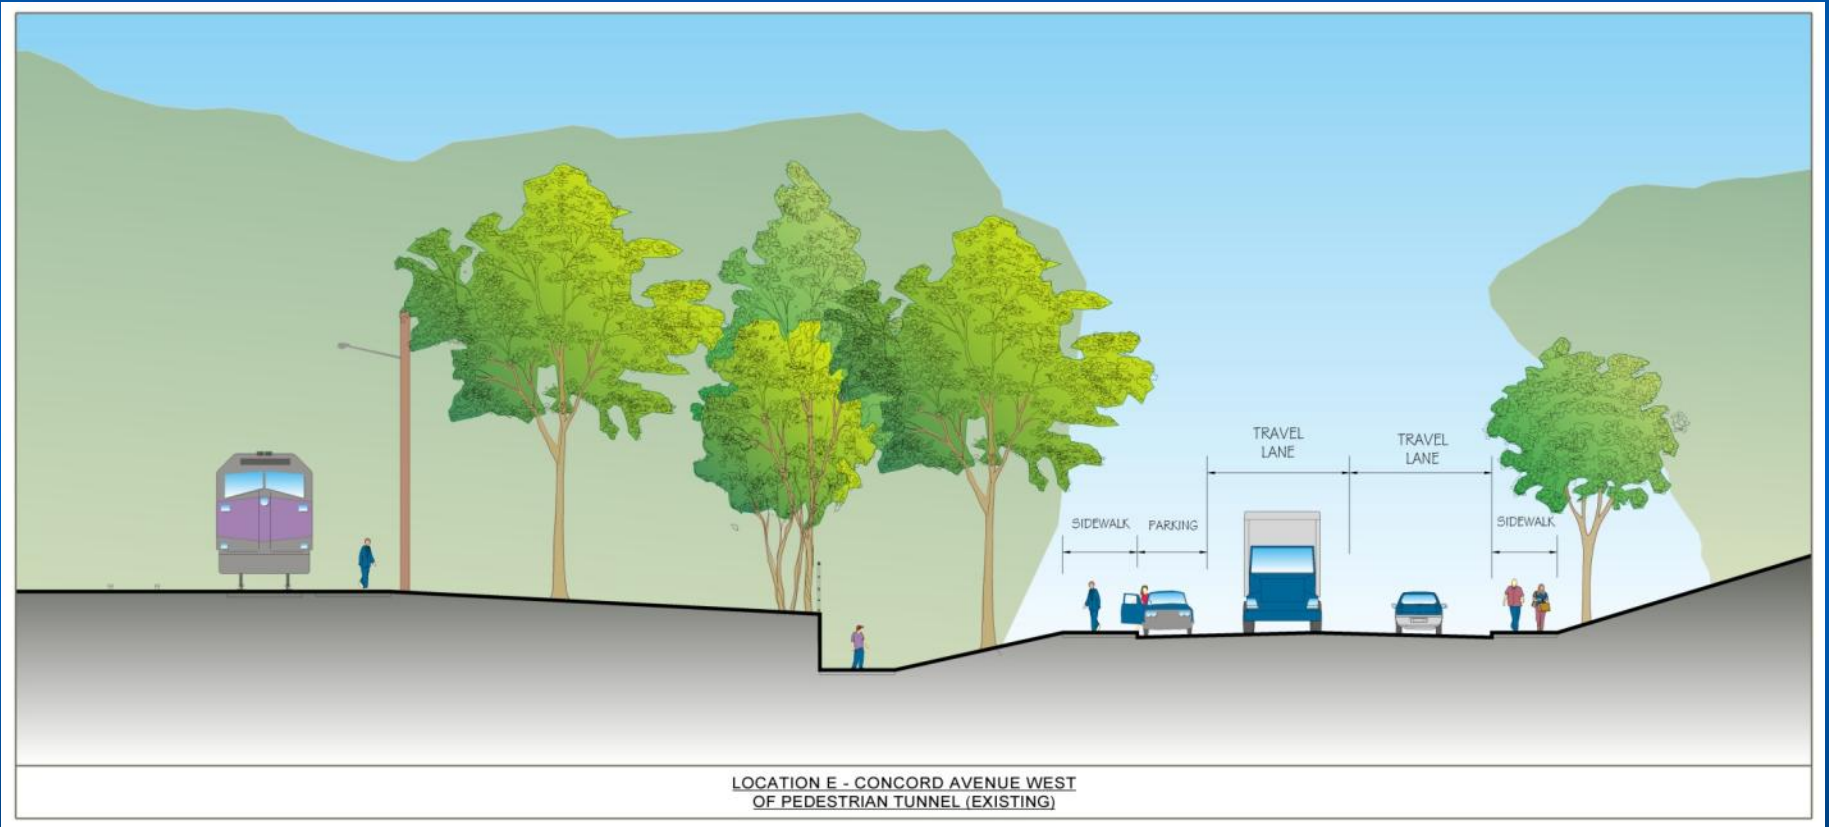 TRAVEL
LANE
TRAVEL
LANE
SIDEWALK
PARKING
SIDEWALK
LOCATION E - CONCORD AVENUE WEST
OF PEDESTRIAN TUNNEL (EXISTING)